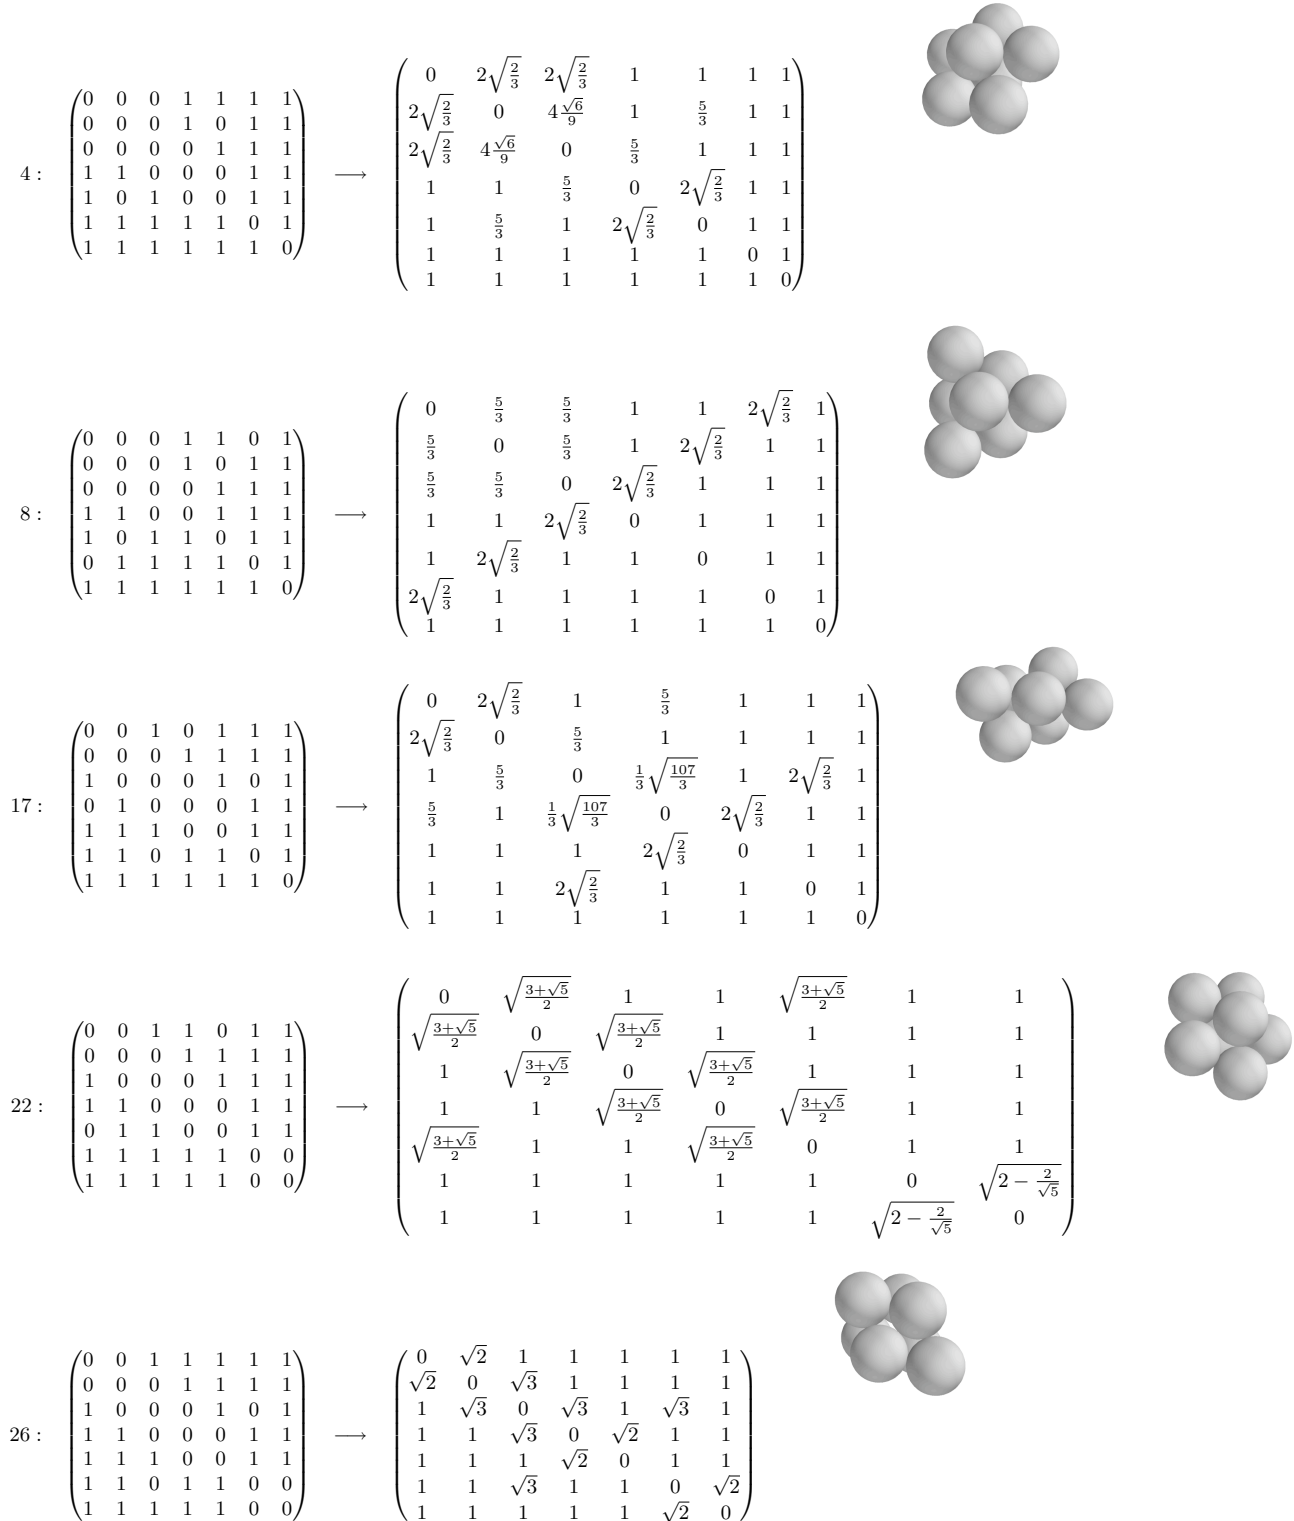 4 :
0 0 0 1 1 1 1
0 0 0 1 0 1 1
0 0 0 0 1 1 1
1 1 0 0 0 1 1
1 0 1 0 0 1 1
1 1 1 1 1 0 1
1 1 1 1 1 1 0
⟶
0 2√(2/3) 2√(2/3) 1 1 1 1
2√(2/3) 0 4√6/9 1 5/3 1 1
2√(2/3) 4√6/9 0 5/3 1 1 1
1 1 5/3 0 2√(2/3) 1 1
1 5/3 1 2√(2/3) 0 1 1
1 1 1 1 1 0 1
1 1 1 1 1 1 0
8 :
0 0 0 1 1 0 1
0 0 0 1 0 1 1
0 0 0 0 1 1 1
1 1 0 0 1 1 1
1 0 1 1 0 1 1
0 1 1 1 1 0 1
1 1 1 1 1 1 0
⟶
0 5/3 5/3 1 1 2√(2/3) 1
5/3 0 5/3 1 2√(2/3) 1 1
5/3 5/3 0 2√(2/3) 1 1 1
1 1 2√(2/3) 0 1 1 1
1 2√(2/3) 1 1 0 1 1
2√(2/3) 1 1 1 1 0 1
1 1 1 1 1 1 0
17 :
0 0 1 0 1 1 1
0 0 0 1 1 1 1
1 0 0 0 1 0 1
0 1 0 0 0 1 1
1 1 1 0 0 1 1
1 1 0 1 1 0 1
1 1 1 1 1 1 0
⟶
0 2√(2/3) 1 5/3 1 1 1
2√(2/3) 0 5/3 1 1 1 1
1 5/3 0 1/3√(107/3) 1 2√(2/3) 1
5/3 1 1/3√(107/3) 0 2√(2/3) 1 1
1 1 1 2√(2/3) 0 1 1
1 1 2√(2/3) 1 1 0 1
1 1 1 1 1 1 0
22 :
0 0 1 1 0 1 1
0 0 0 1 1 1 1
1 0 0 0 1 1 1
1 1 0 0 0 1 1
0 1 1 0 0 1 1
1 1 1 1 1 0 0
1 1 1 1 1 0 0
⟶
0 √((3+√5)/2) 1 1 √((3+√5)/2) 1 1
√((3+√5)/2) 0 √((3+√5)/2) 1 1 1 1
1 √((3+√5)/2) 0 √((3+√5)/2) 1 1 1
1 1 √((3+√5)/2) 0 √((3+√5)/2) 1 1
√((3+√5)/2) 1 1 √((3+√5)/2) 0 1 1
1 1 1 1 1 0 √(2 − 2/√5)
1 1 1 1 1 √(2 − 2/√5) 0
26 :
0 0 1 1 1 1 1
0 0 0 1 1 1 1
1 0 0 0 1 0 1
1 1 0 0 0 1 1
1 1 1 0 0 1 1
1 1 0 1 1 0 0
1 1 1 1 1 0 0
⟶
0 √2 1 1 1 1 1
√2 0 √3 1 1 1 1
1 √3 0 √3 1 √3 1
1 1 √3 0 √2 1 1
1 1 1 √2 0 1 1
1 1 √3 1 1 0 √2
1 1 1 1 1 √2 0